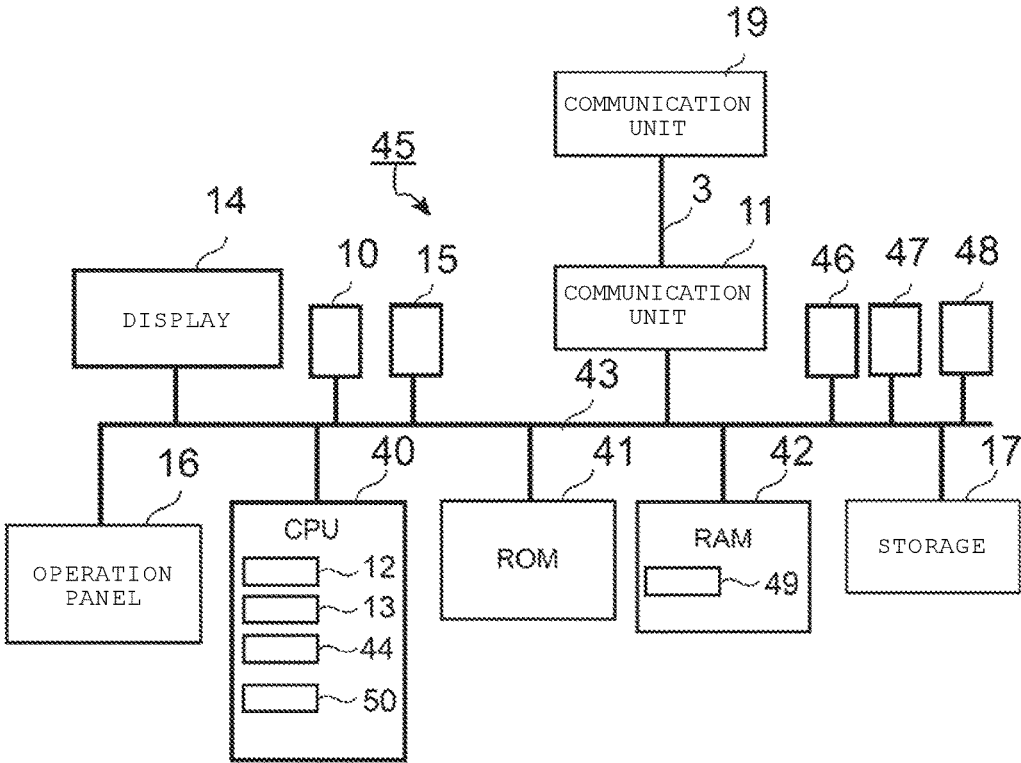 19
COMMUNICATION
UNIT
45
3
11
14
10
15
46
47
48
DISPLAY
COMMUNICATION
UNIT
43
16
40
41
42
17
OPERATION
PANEL
CPU
12
13
44
50
ROM
RAM
49
STORAGE